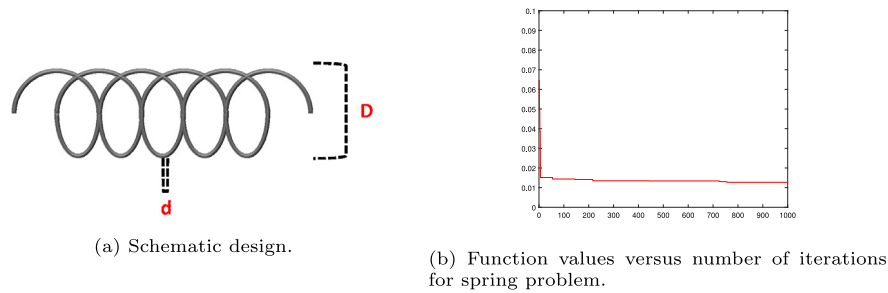 D
d
(a) Schematic design.
0.1
0.09
0.08
0.07
0.06
0.05
0.04
0.03
0.02
0.01
0
0 100 200 300 400 500 600 700 800 900 1000
(b) Function values versus number of iterations
for spring problem.